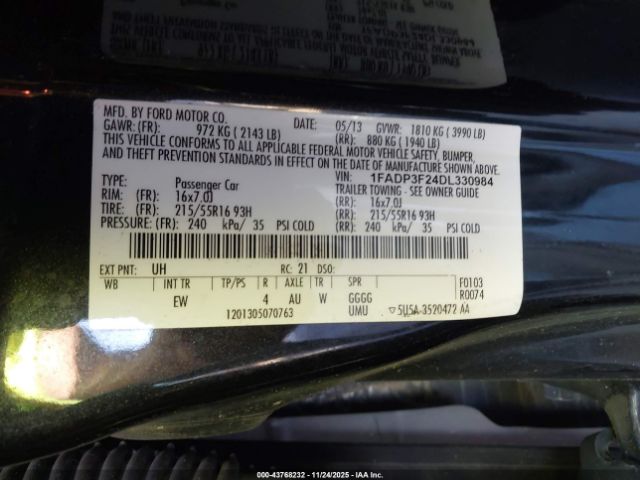 MFD. BY FORD MOTOR CO.
DATE: 05/13 GVWR: 1810 KG ( 3990 LB)
GAWR: (FR): 972 KG ( 2143 LB) (RR): 880 KG ( 1940 LB)
THIS VEHICLE CONFORMS TO ALL APPLICABLE FEDERAL MOTOR VEHICLE SAFETY, BUMPER,
AND THEFT PREVENTION STANDARDS IN EFFECT ON THE DATE OF MANUFACTURE SHOWN ABOVE.
VIN: 1FADP3F24DL330984
TYPE: Passenger Car TRAILER TOWING - SEE OWNER GUIDE
RIM: (FR): 16x7.0J (RR): 16x7.0J
TIRE: (FR): 215/55R16 93H (RR): 215/55R16 93H
PRESSURE: (FR): 240 kPa/ 35 PSI COLD (RR): 240 kPa/ 35 PSI COLD
EXT PNT: UH RC: 21 DSO:
WB INT TR TP/PS R AXLE TR SPR F0103
EW 4 AU W GGGG R0074
1201305070763 UMU ▽5U5A-3520472-AA
000-43768232 - 11/24/2025 - IAA